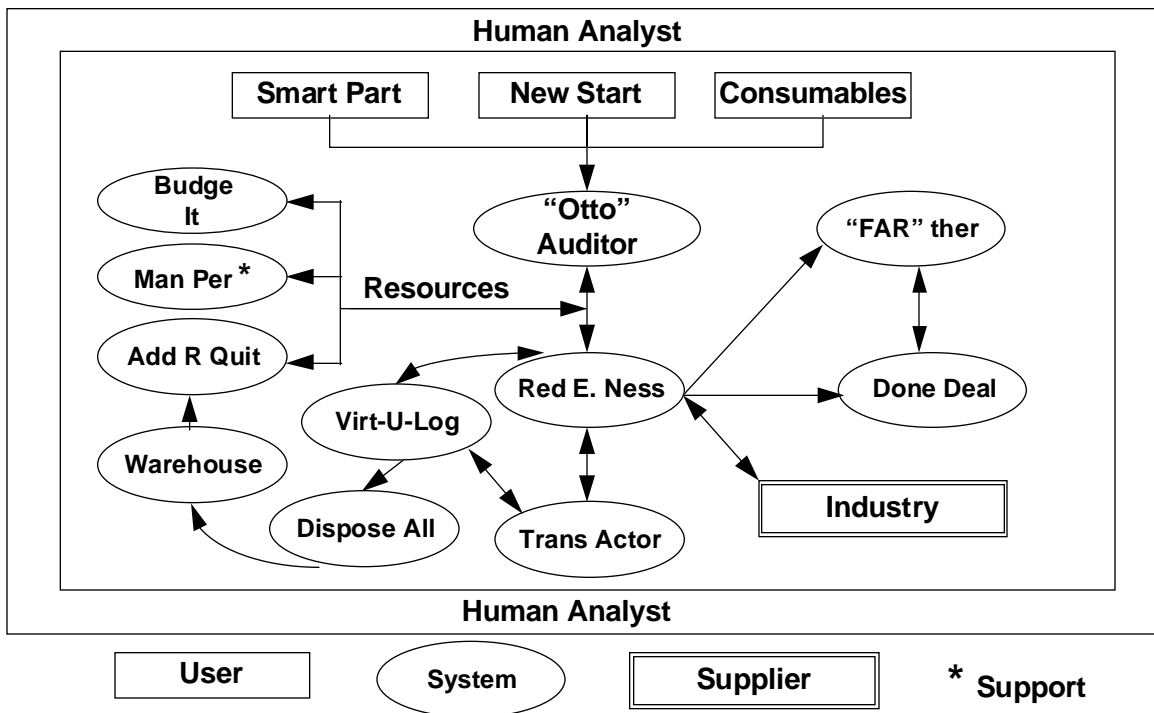 Human Analyst
Smart Part
New Start
Consumables
Budge
It
“Otto”
Auditor
“FAR” ther
Man Per *
Resources
Add R Quit
Red E. Ness
Done Deal
Virt-U-Log
Warehouse
Industry
Dispose All
Trans Actor
Human Analyst
User
System
Supplier
* Support